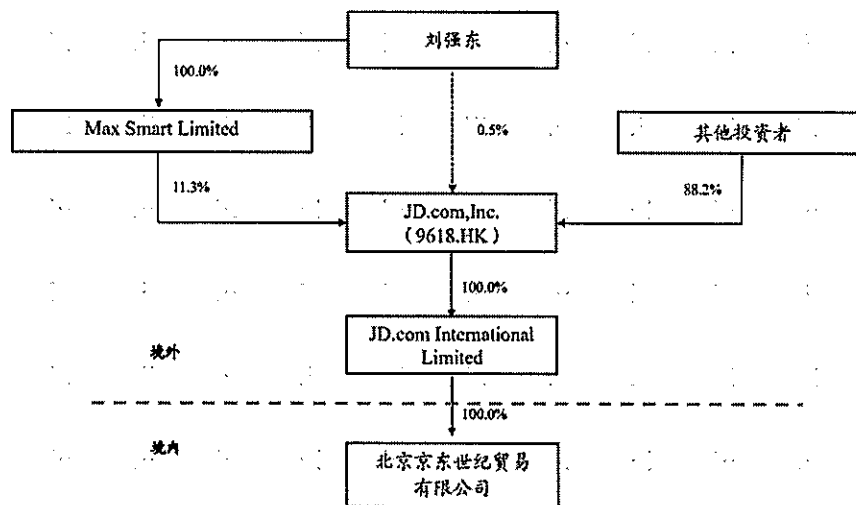 刘强东
100.0%
Max Smart Limited
0.5%
其他投资者
11.3%
88.2%
JD.com,Inc.
（9618.HK）
100.0%
JD.com International
Limited
境外
100.0%
境内
北京京东世纪贸易
有限公司